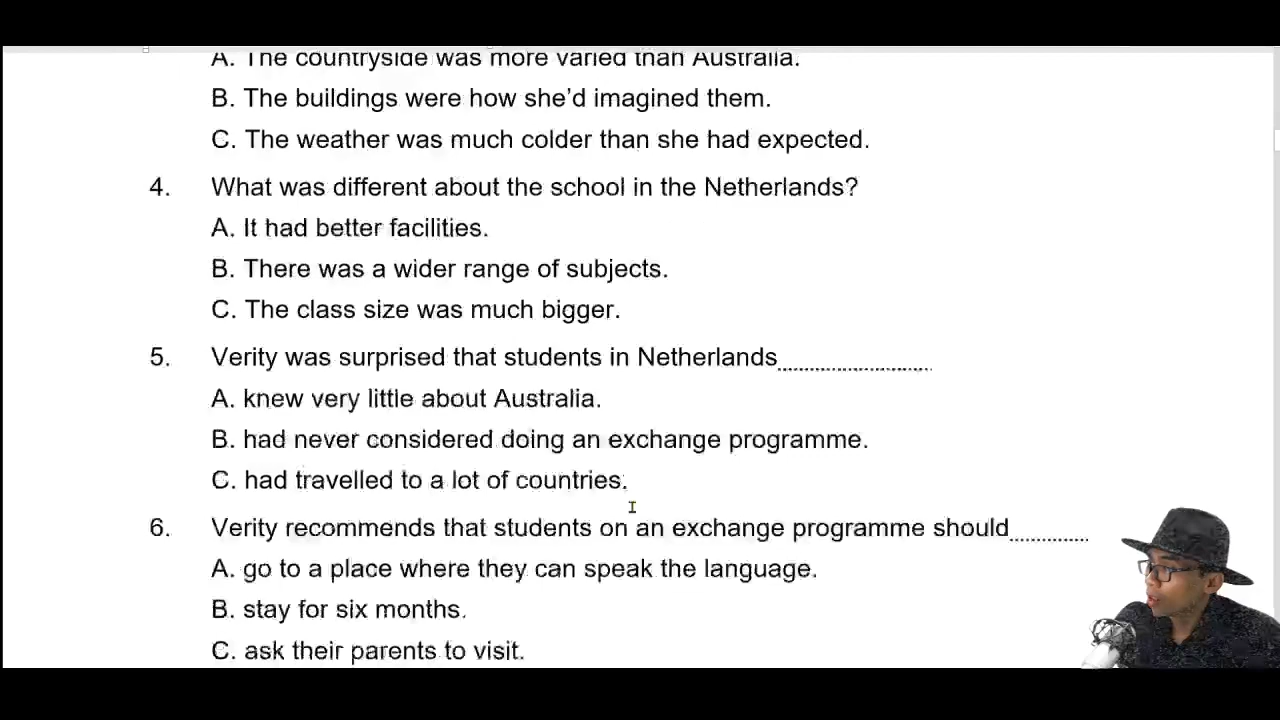 A. The countryside was more varied than Australia.
B. The buildings were how she’d imagined them.
C. The weather was much colder than she had expected.
4. What was different about the school in the Netherlands?
A. It had better facilities.
B. There was a wider range of subjects.
C. The class size was much bigger.
5. Verity was surprised that students in Netherlands......................
A. knew very little about Australia.
B. had never considered doing an exchange programme.
C. had travelled to a lot of countries.
6. Verity recommends that students on an exchange programme should.............
A. go to a place where they can speak the language.
B. stay for six months.
C. ask their parents to visit.